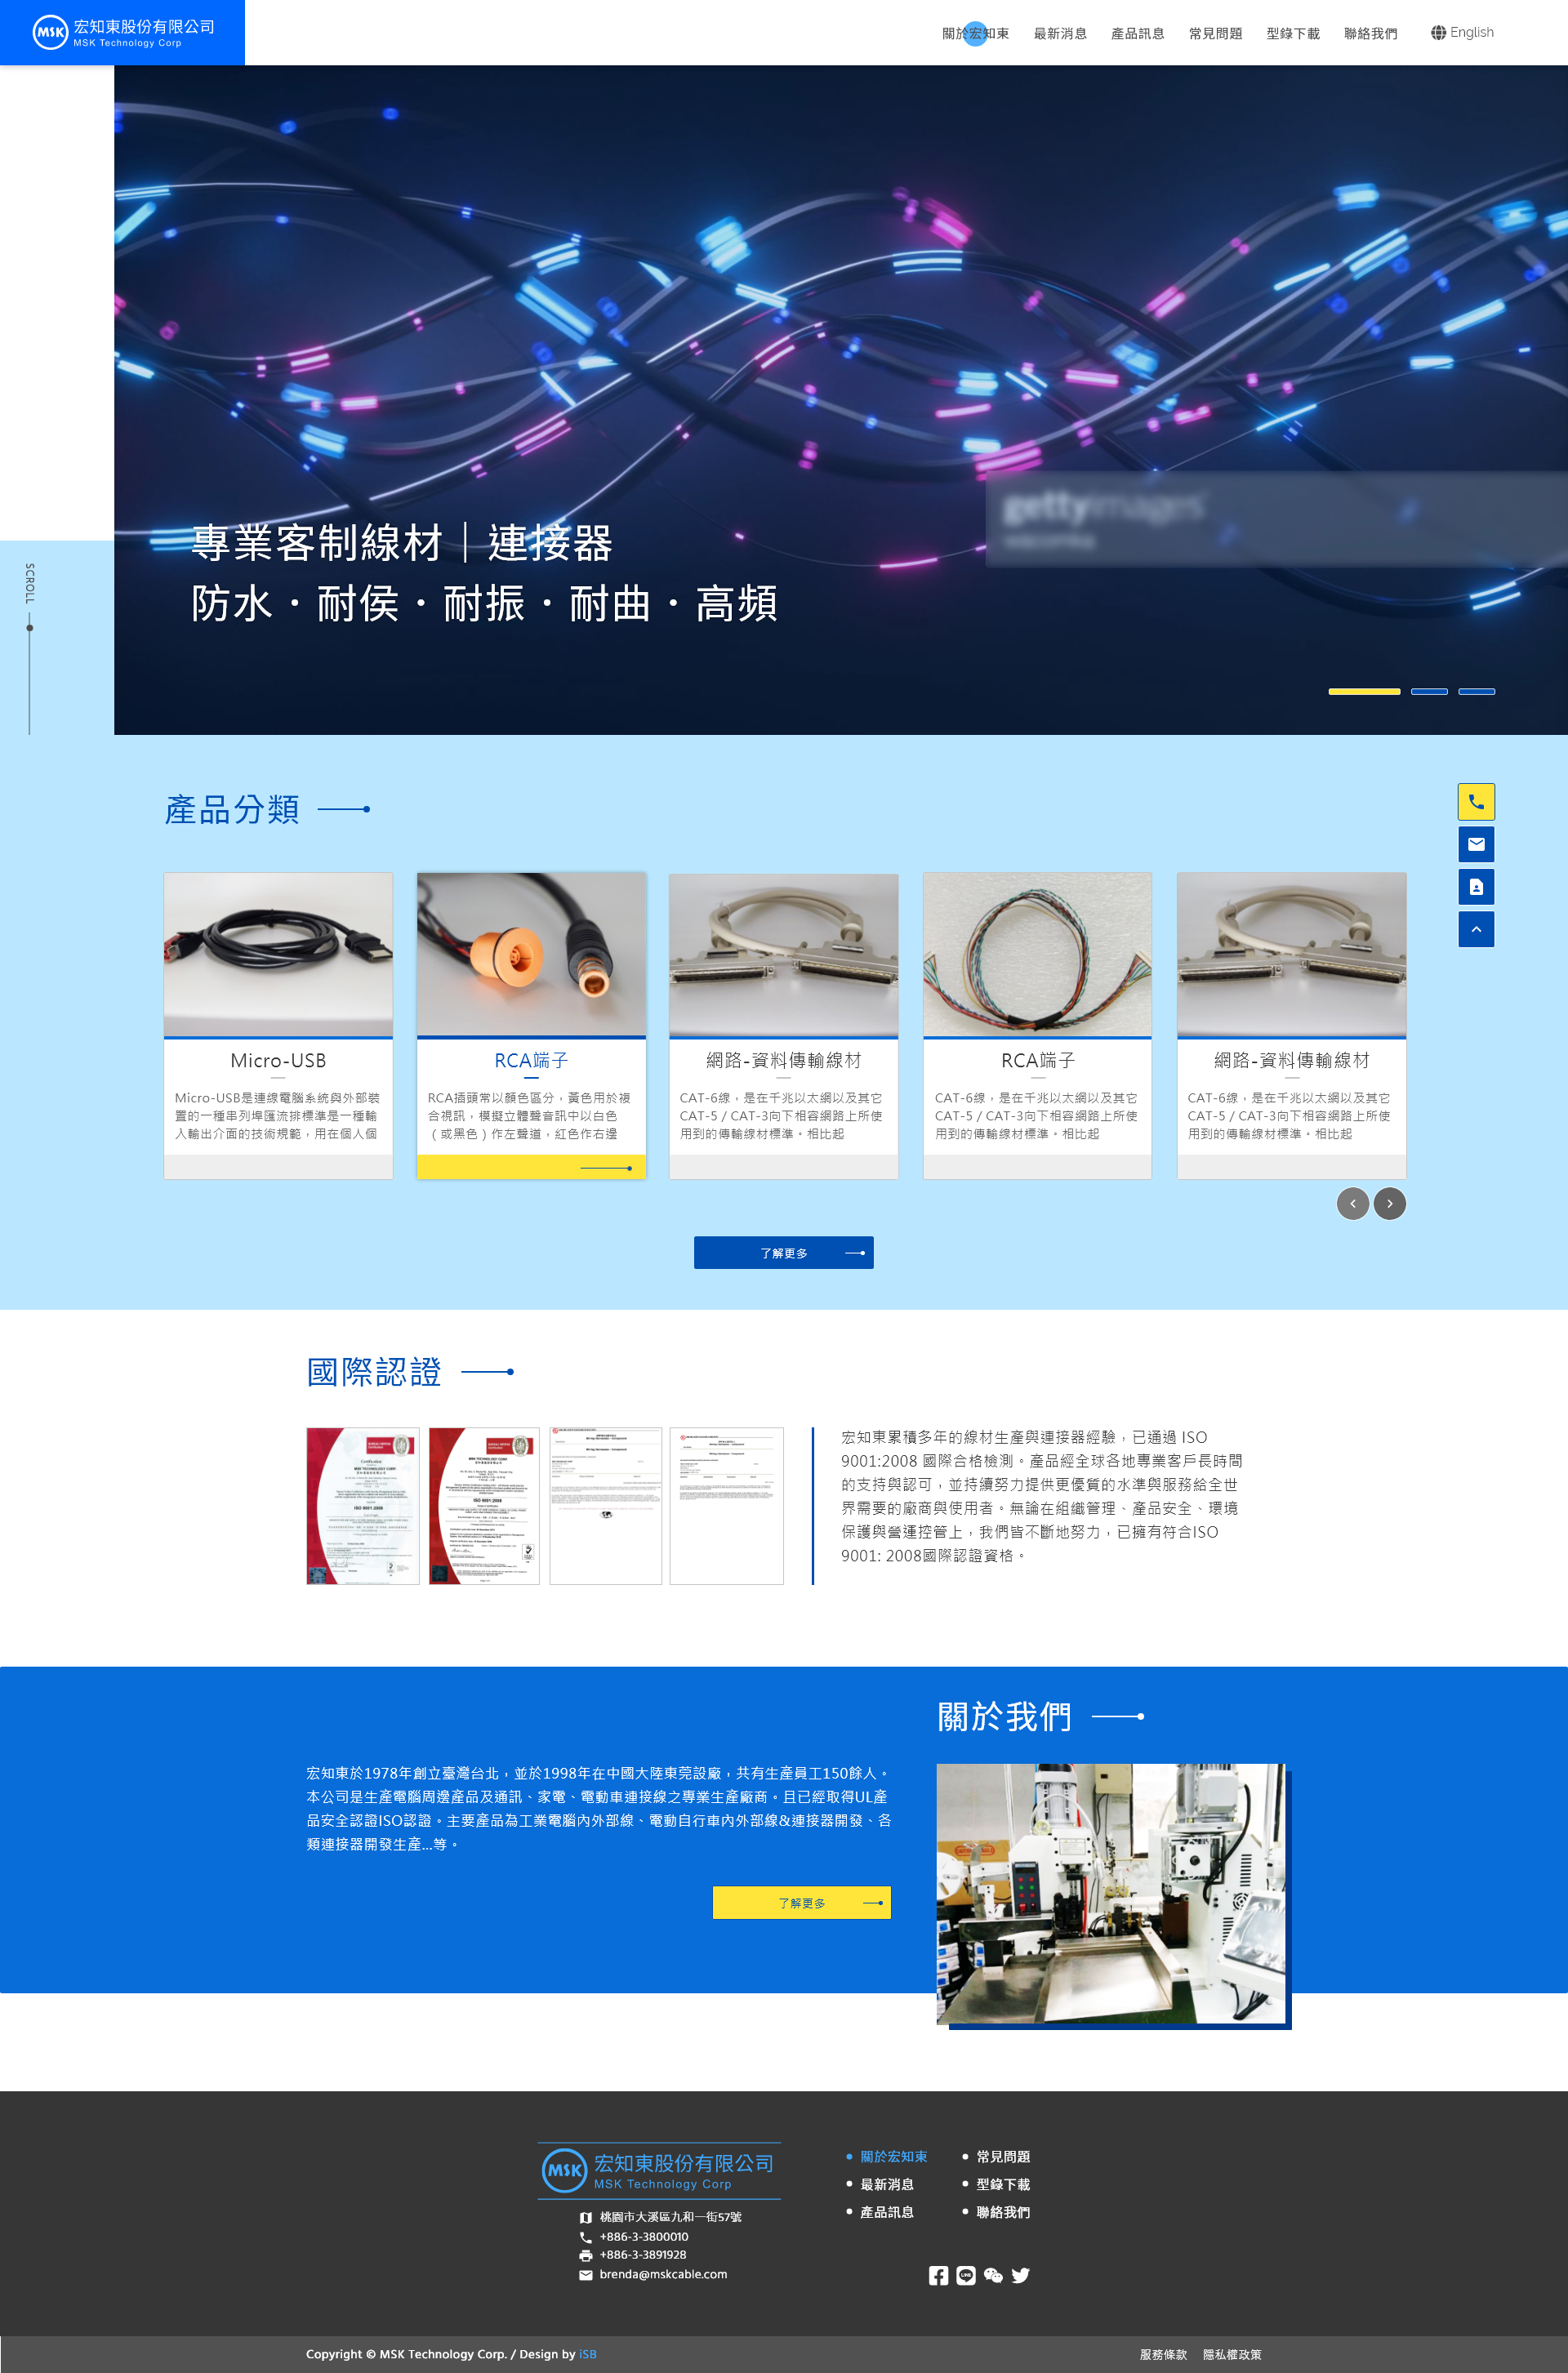 MSK 宏知東股份有限公司
MSK Technology Corp
關於宏知東 最新消息 產品訊息 常見問題 型錄下載 聯絡我們 English
gettyimages
SCROLL
專業客制線材｜連接器
防水・耐侯・耐振・耐曲・高頻
產品分類
Micro-USB
Micro-USB是連線電腦系統與外部裝
置的一種串列埠匯流排標準是一種輸
入輸出介面的技術規範，用在個人個
RCA端子
RCA插頭常以顏色區分，黃色用於複
合視訊，模擬立體聲音訊中以白色
（或黑色）作左聲道，紅色作右邊
網路-資料傳輸線材
CAT-6線，是在千兆以太網以及其它
CAT-5 / CAT-3向下相容網路上所使
用到的傳輸線材標準。相比起
RCA端子
CAT-6線，是在千兆以太網以及其它
CAT-5 / CAT-3向下相容網路上所使
用到的傳輸線材標準。相比起
網路-資料傳輸線材
CAT-6線，是在千兆以太網以及其它
CAT-5 / CAT-3向下相容網路上所使
用到的傳輸線材標準。相比起
了解更多
國際認證
ISO 9001:2008
ISO 9001:2008
宏知東累積多年的線材生產與連接器經驗，已通過 ISO
9001:2008 國際合格檢測。產品經全球各地專業客戶長時間
的支持與認可，並持續努力提供更優質的水準與服務給全世
界需要的廠商與使用者。無論在組織管理、產品安全、環境
保護與營運控管上，我們皆不斷地努力，已擁有符合ISO
9001: 2008國際認證資格。
關於我們
宏知東於1978年創立臺灣台北，並於1998年在中國大陸東莞設廠，共有生產員工150餘人。
本公司是生產電腦周邊產品及通訊、家電、電動車連接線之專業生產廠商。且已經取得UL產
品安全認證ISO認證。主要產品為工業電腦內外部線、電動自行車內外部線&連接器開發、各
類連接器開發生產...等。
了解更多
MSK 宏知東股份有限公司
MSK Technology Corp
桃園市大溪區九和一街57號
+886-3-3800010
+886-3-3891928
brenda@mskcable.com
關於宏知東
最新消息
產品訊息
常見問題
型錄下載
聯絡我們
LINE
Copyright © MSK Technology Corp. / Design by iSB
服務條款 隱私權政策